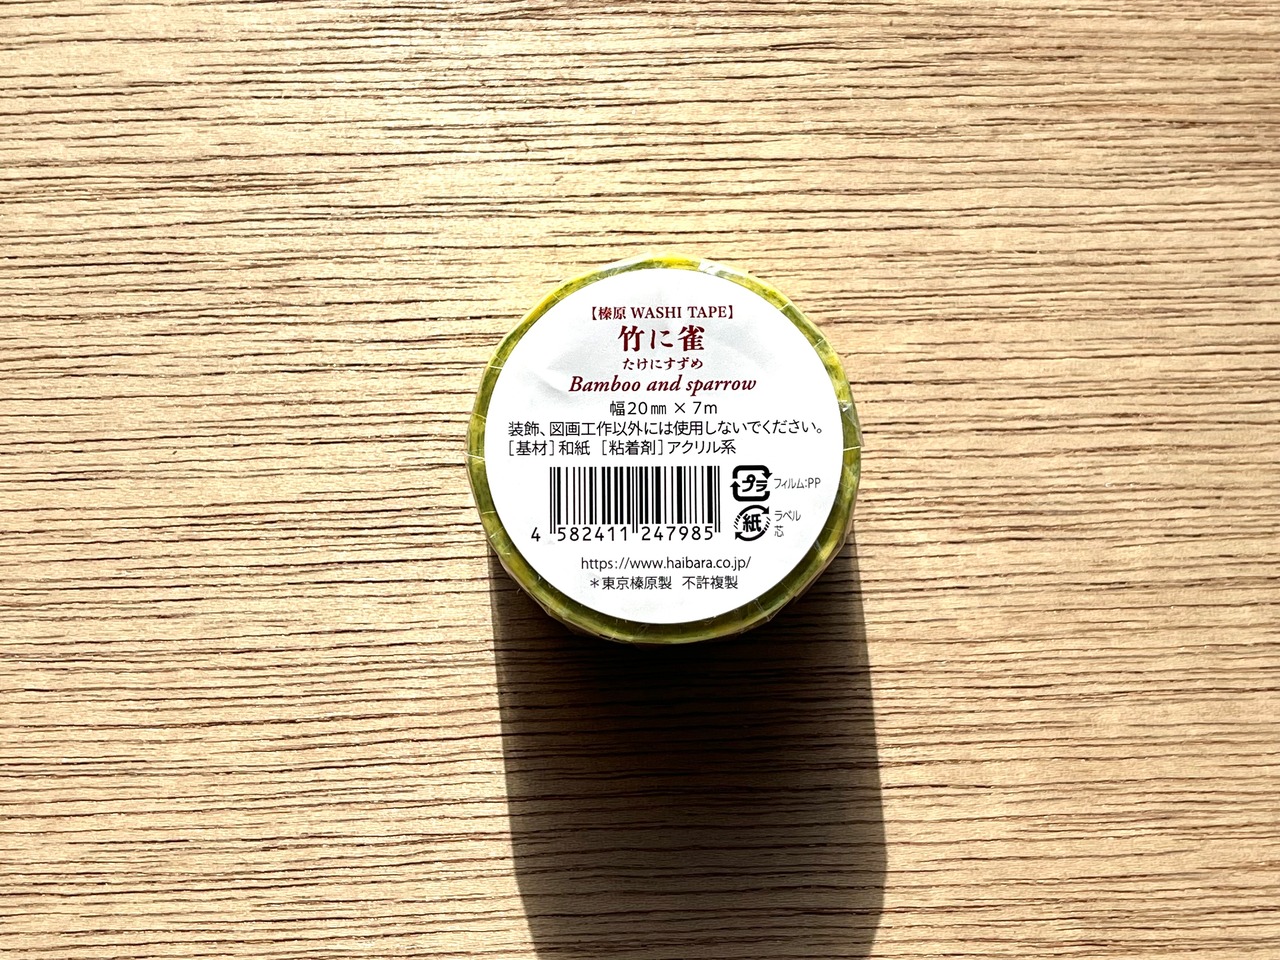 【榛原 WASHI TAPE】
竹に雀
たけにすずめ
Bamboo and sparrow
幅20㎜ × 7m
装飾、図画工作以外には使用しないでください。
［基材］和紙 ［粘着剤］アクリル系
プラ フィルム:PP
紙 ラベル
芯
4 582411 247985
https://www.haibara.co.jp/
＊東京榛原製 不許複製